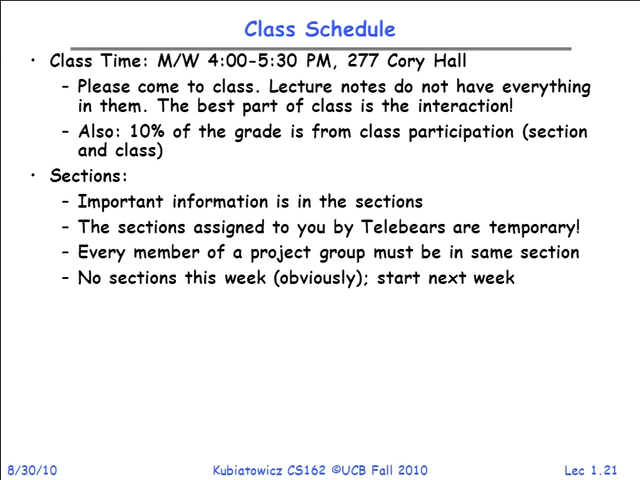 Class Schedule
• Class Time: M/W 4:00-5:30 PM, 277 Cory Hall
– Please come to class. Lecture notes do not have everything
in them. The best part of class is the interaction!
– Also: 10% of the grade is from class participation (section
and class)
• Sections:
– Important information is in the sections
– The sections assigned to you by Telebears are temporary!
– Every member of a project group must be in same section
– No sections this week (obviously); start next week
8/30/10 Kubiatowicz CS162 ©UCB Fall 2010 Lec 1.21